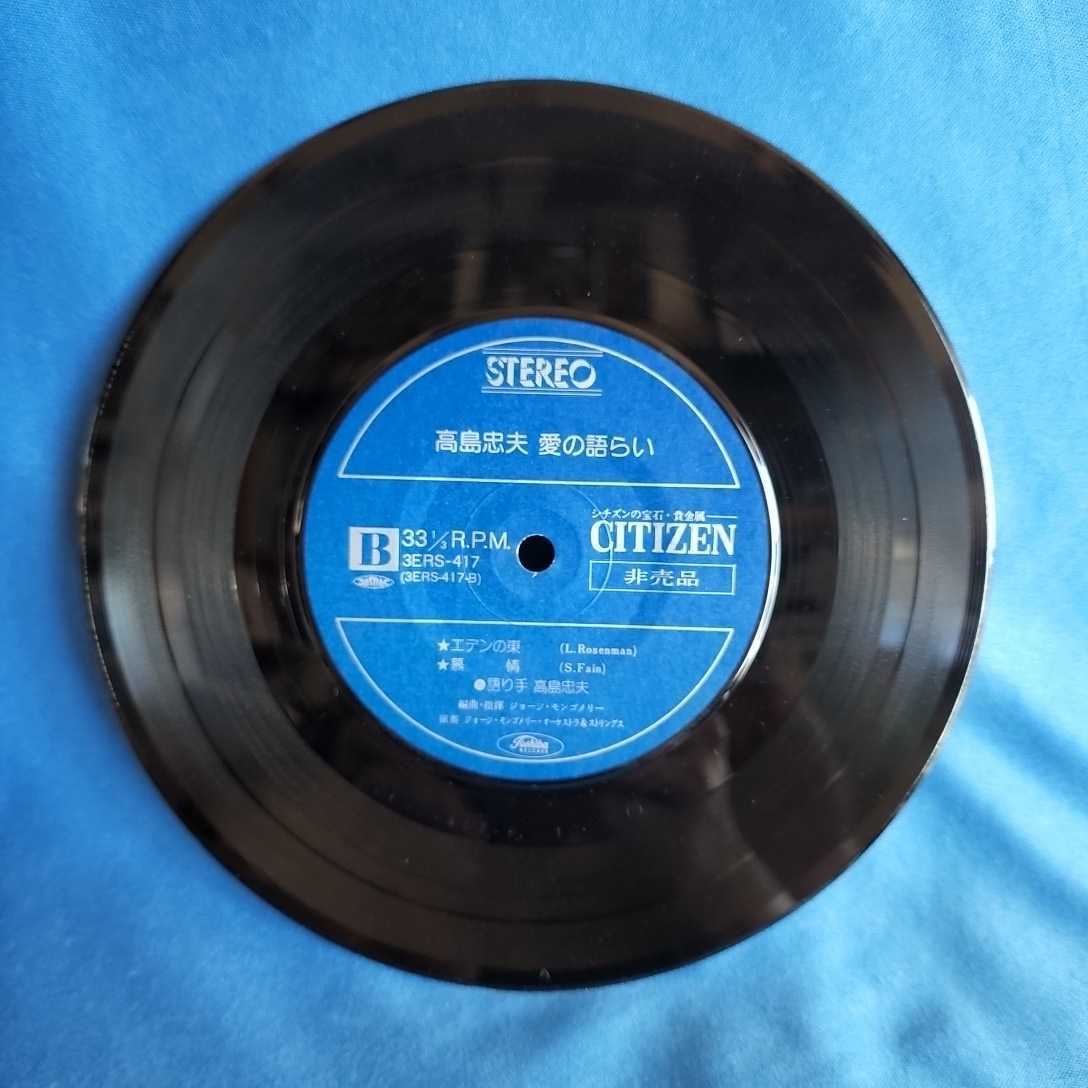 STEREO
高島忠夫 愛の語らい
B
33⅓ R.P.M.
3ERS-417
(3ERS-417-B)
シチズンの宝石・貴金属
CITIZEN
非売品
★エデンの東 (L.Rosenman)
★慕 情 (S.Fain)
●語り手 高島忠夫
編曲・指揮 ジョージ・モンゴメリー
演奏 ジョージ・モンゴメリー・オーケストラ&ストリングス
RECORDS